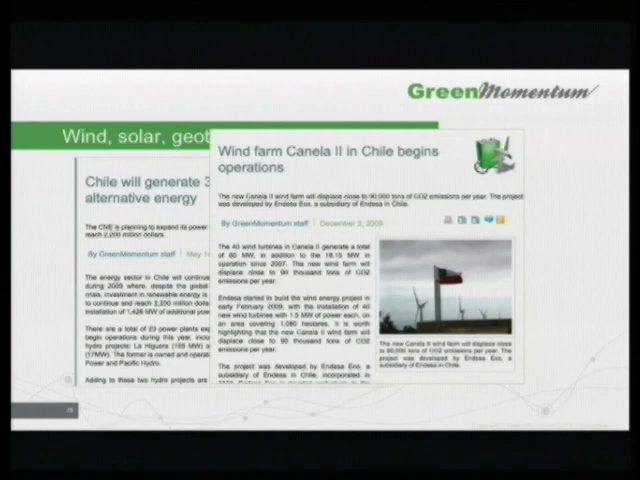 GreenMomentum
Wind, solar, geot
Chile will generate 3
alternative energy
The CNE is planning to expand its power
reach 2,200 million dollars.
By GreenMomentum staff | May 1
The energy sector in Chile will continue
during 2009 where, despite the global
crisis, investment in renewable energy is
to continue and reach 2,200 million dollars
installation of 1,426 MW of additional power
There are a total of 23 power plants
begin operations during this year,
hydro projects: La Higuera (155 MW)
The former is owned and operated
Power and Pacific Hydro.
Adding to these two hydro projects are
Wind farm Canela II in Chile begins
operations
The new Canela II wind farm will displace close to 90,000 tons of CO2 emissions per year. The project
was developed by Endesa Eco, a subsidiary of Endesa in Chile.
By GreenMomentum staff | December 2, 2009
The 40 wind turbines in Canela II generate a total
of 60 MW, in addition to the 18.15 MW in
operation since 2007. The new wind farm will
displace close to 90 thousand tons of CO2
emissions per year.
Endesa started to build the wind energy project in
early February 2009, with the installation of 40
new wind turbines with 1.5 MW of power each, on
an area covering 1,080 hectares. It is worth
highlighting that the new Canela II wind farm will
displace close to 90 thousand tons of CO2
emissions per year.
The project was developed by Endesa Eco, a
subsidiary of Endesa in Chile, incorporated in
The new Canela II wind farm will displace close
to 90,000 tons of CO2 emissions per year. The
project was developed by Endesa Eco, a
subsidiary of Endesa in Chile.